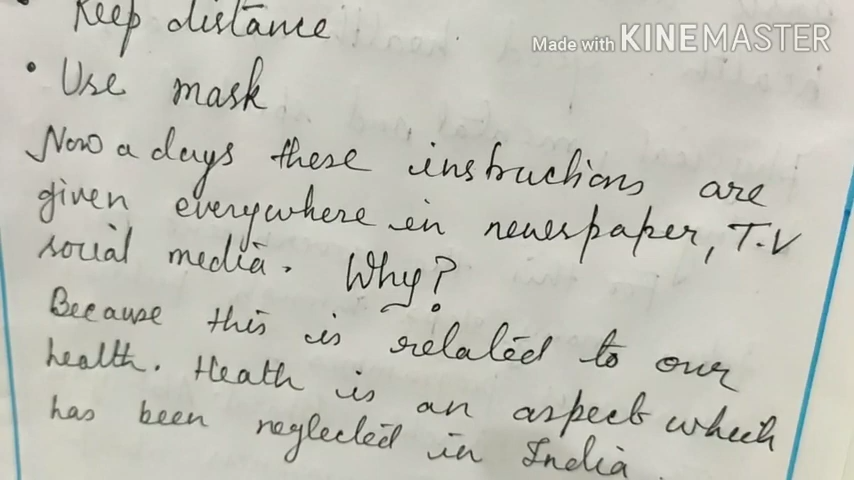 Made with KINEMASTER
• Keep distance
• Use mask
Now a days these instructions are
given everywhere in newspaper, T.V
social media. Why?
Because this is related to our
health. Heath is an aspect which
has been neglected in India.